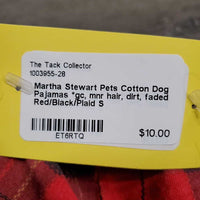 The Tack Collector
1003955-28
Martha Stewart Pets Cotton Dog
Pajamas *gc, mnr hair, dirt, faded
Red/Black/Plaid S
ET6RTQ
$10.00